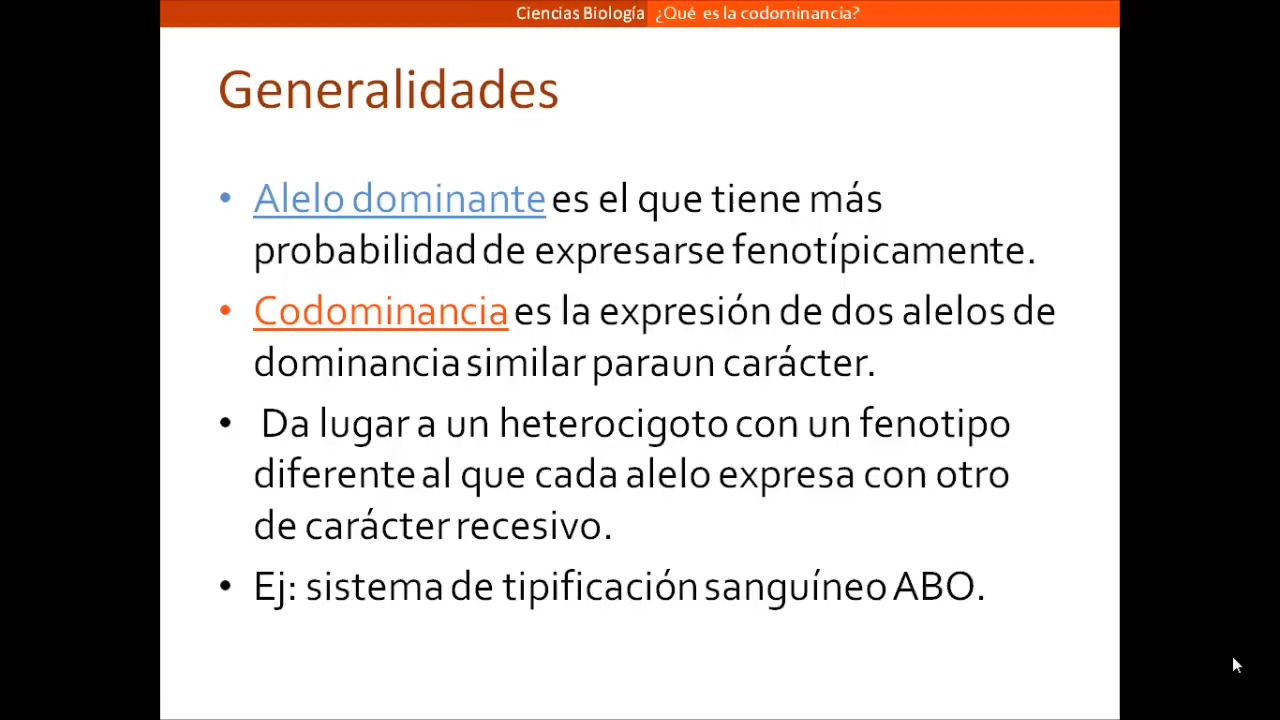 Ciencias Biología ¿Qué es la codominancia?
Generalidades
• Alelo dominante es el que tiene más
probabilidad de expresarse fenotípicamente.
• Codominancia es la expresión de dos alelos de
dominancia similar paraun carácter.
• Da lugar a un heterocigoto con un fenotipo
diferente al que cada alelo expresa con otro
de carácter recesivo.
• Ej: sistema de tipificación sanguíneo ABO.